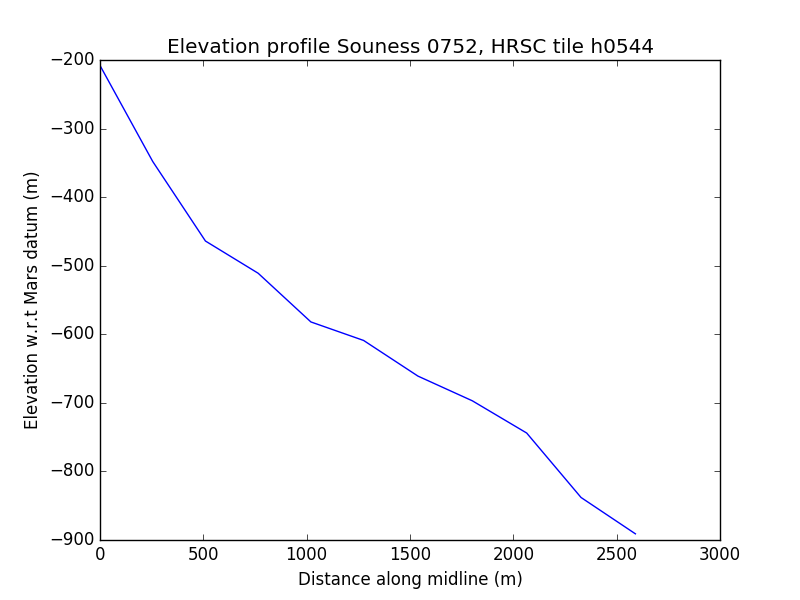 Elevation profile Souness 0752, HRSC tile h0544
−200
−300
−400
−500
−600
−700
−800
−900
Elevation w.r.t Mars datum (m)
0 500 1000 1500 2000 2500 3000
Distance along midline (m)